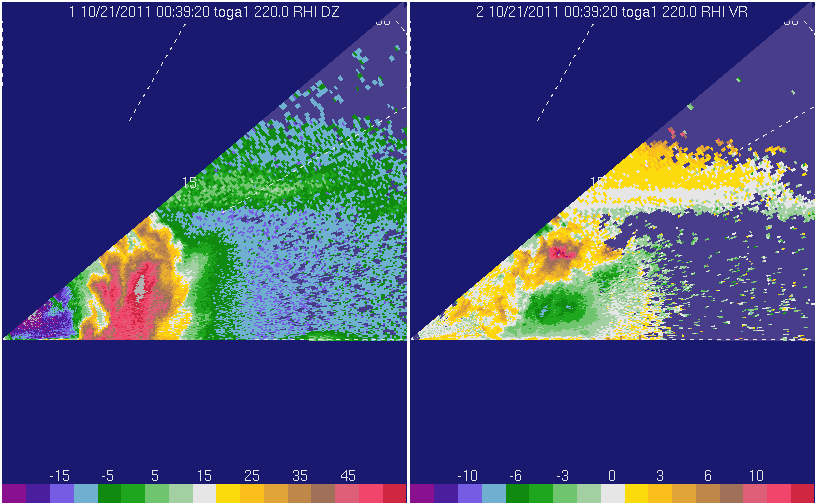 1 10/21/2011 00:39:20 toga1 220.0 RHI DZ
2 10/21/2011 00:39:20 toga1 220.0 RHI VR
15
-15 -5 5 15 25 35 45
-10 -6 -3 0 3 6 10